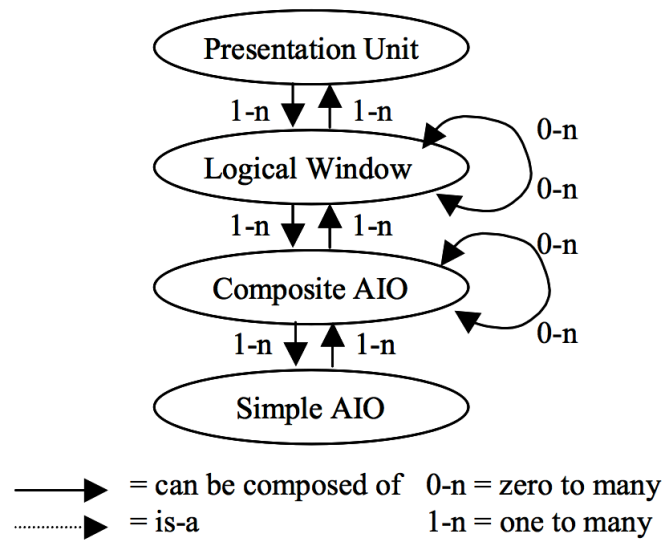 Presentation Unit
1-n 1-n
0-n
Logical Window
0-n
1-n 1-n
0-n
Composite AIO
0-n
1-n 1-n
Simple AIO
= can be composed of 0-n = zero to many
= is-a 1-n = one to many